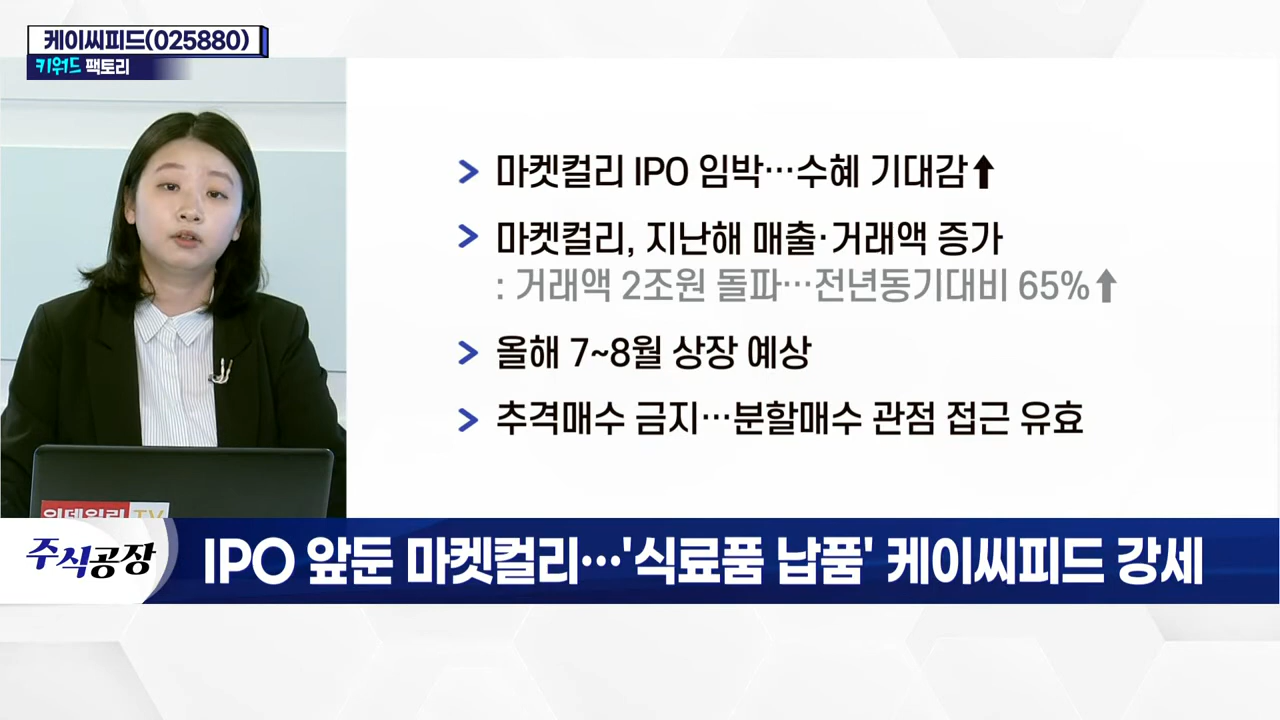 케이씨피드(025880)
키워드 팩토리
> 마켓컬리 IPO 임박…수혜 기대감⬆
> 마켓컬리, 지난해 매출·거래액 증가
: 거래액 2조원 돌파…전년동기대비 65%⬆
> 올해 7~8월 상장 예상
> 추격매수 금지…분할매수 관점 접근 유효
이데일리 TV
주식공장
IPO 앞둔 마켓컬리…'식료품 납품' 케이씨피드 강세